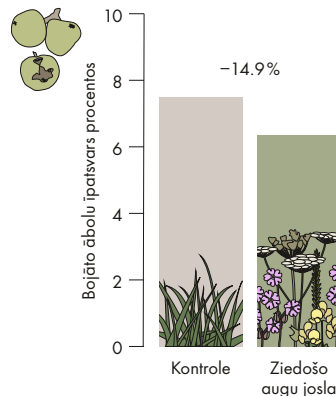 10
−14.9%
8
6
4
2
0
Bojāto ābolu īpatsvars procentos
Kontrole
Ziedošo
augu josla